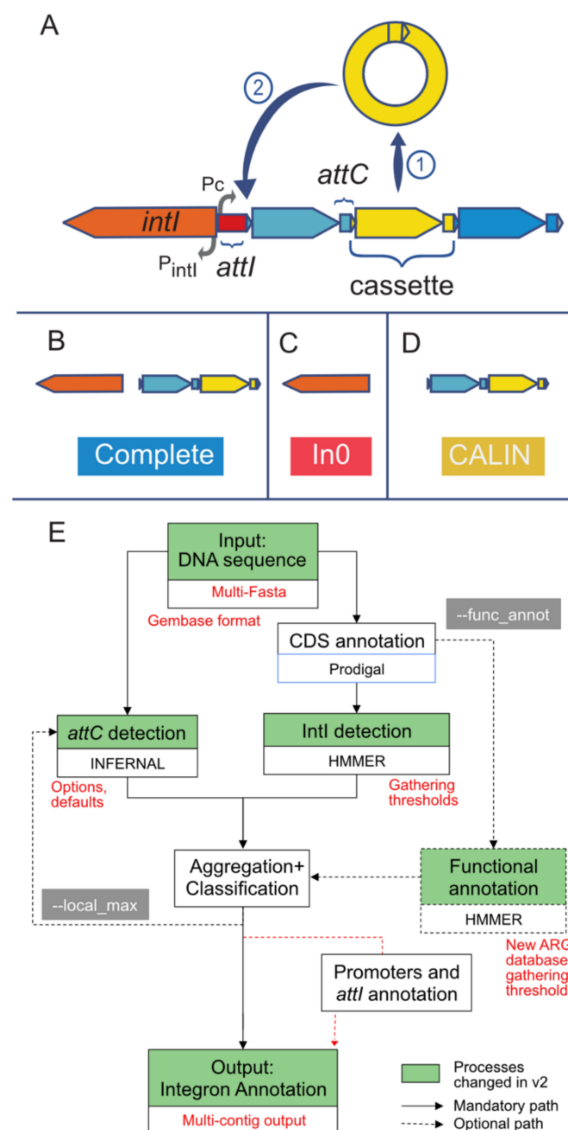 A
2
1
Pc
attC
intI
PintI
attI
cassette
B
C
D
Complete
In0
CALIN
E
Input:
DNA sequence
Multi-Fasta
Gembase format
--func_annot
CDS annotation
Prodigal
attC detection
INFERNAL
Options,
defaults
IntI detection
HMMER
Gathering
thresholds
Aggregation+
Classification
Functional
annotation
HMMER
--local_max
New ARG
database
gathering
threshold
Promoters and
attI annotation
Output:
Integron Annotation
Multi-contig output
Processes
changed in v2
Mandatory path
Optional path